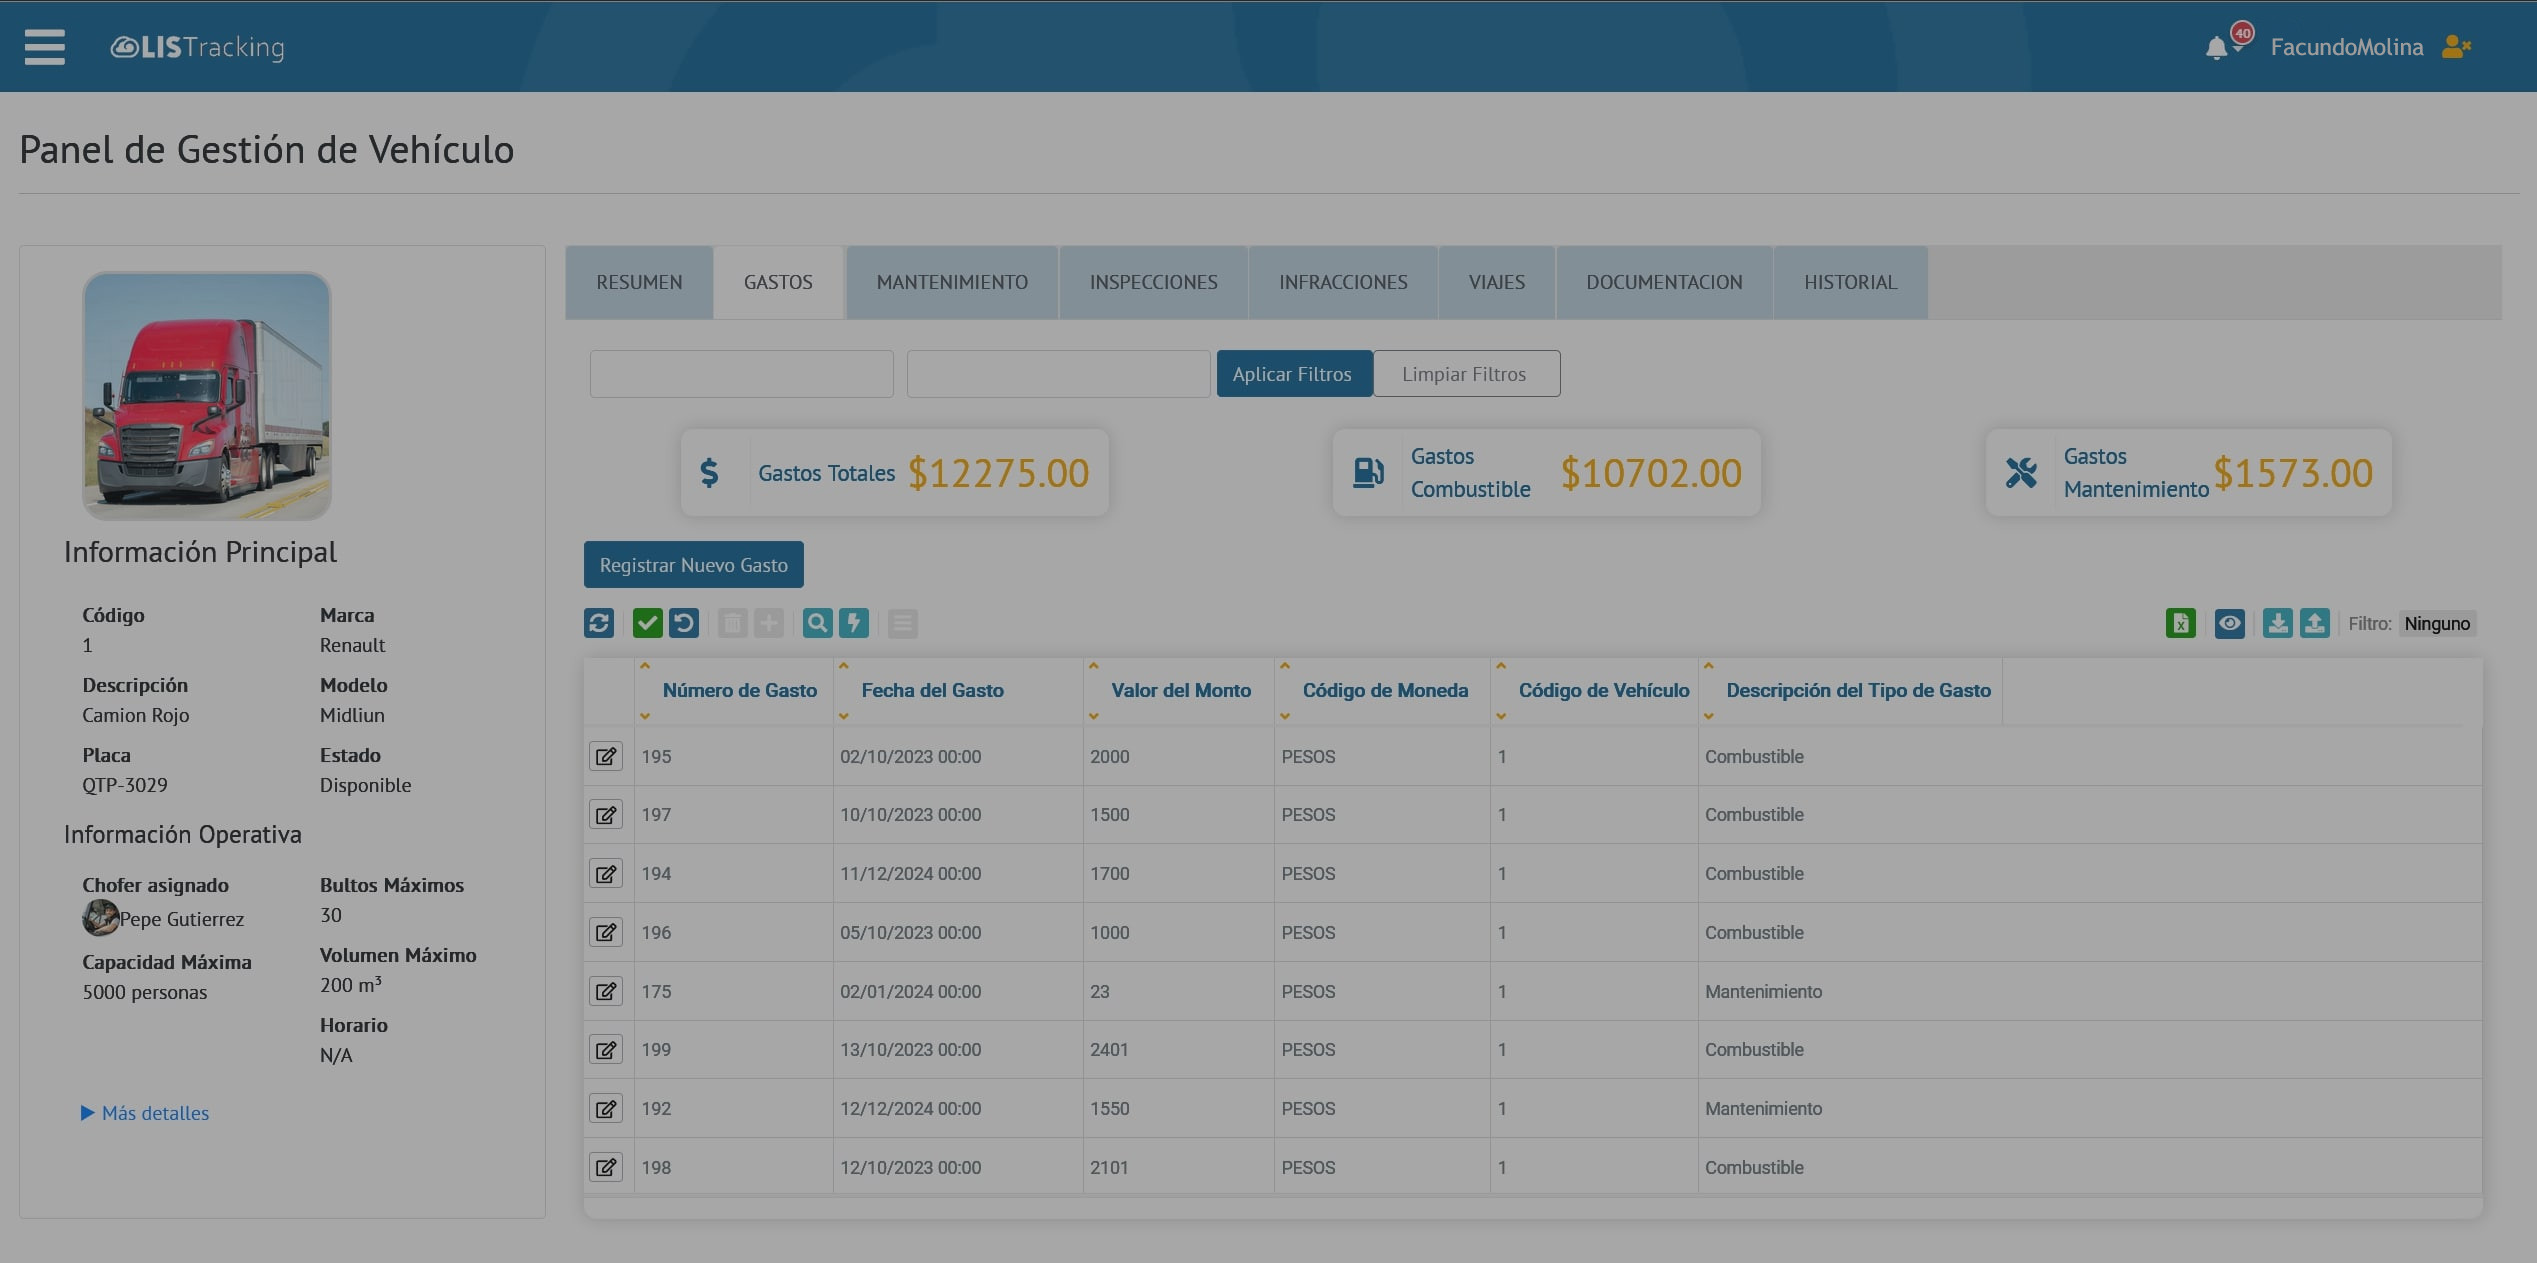 LISTracking
40
FacundoMolina
Panel de Gestión de Vehículo
Información Principal
Código
1
Marca
Renault
Descripción
Camion Rojo
Modelo
Midliun
Placa
QTP-3029
Estado
Disponible
Información Operativa
Chofer asignado
Pepe Gutierrez
Bultos Máximos
30
Capacidad Máxima
5000 personas
Volumen Máximo
200 m³
Horario
N/A
Más detalles
RESUMEN GASTOS MANTENIMIENTO INSPECCIONES INFRACCIONES VIAJES DOCUMENTACION HISTORIAL
Aplicar Filtros Limpiar Filtros
Gastos Totales $12275.00
Gastos
Combustible $10702.00
Gastos
Mantenimiento $1573.00
Registrar Nuevo Gasto
Filtro: Ninguno
Número de Gasto Fecha del Gasto Valor del Monto Código de Moneda Código de Vehículo Descripción del Tipo de Gasto
195 02/10/2023 00:00 2000 PESOS 1 Combustible
197 10/10/2023 00:00 1500 PESOS 1 Combustible
194 11/12/2024 00:00 1700 PESOS 1 Combustible
196 05/10/2023 00:00 1000 PESOS 1 Combustible
175 02/01/2024 00:00 23 PESOS 1 Mantenimiento
199 13/10/2023 00:00 2401 PESOS 1 Combustible
192 12/12/2024 00:00 1550 PESOS 1 Mantenimiento
198 12/10/2023 00:00 2101 PESOS 1 Combustible